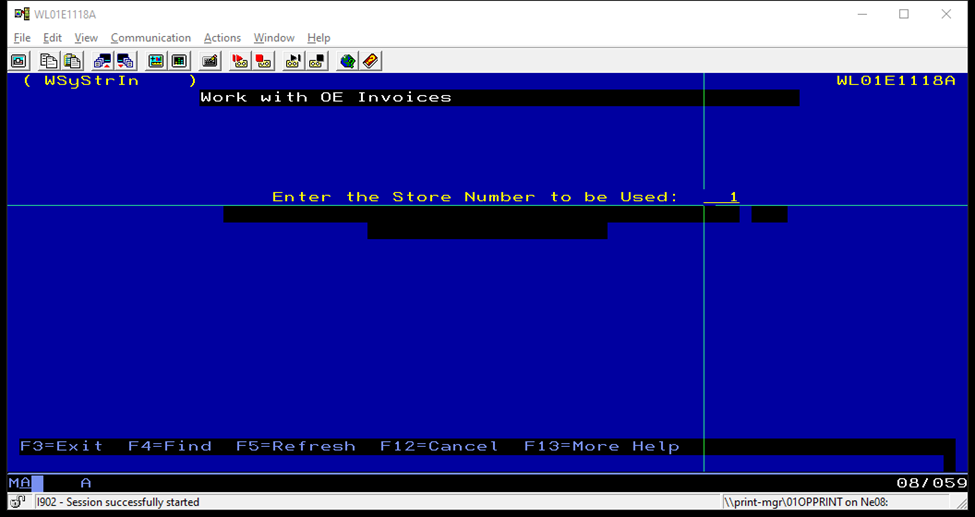 WL01E1118A
File Edit View Communication Actions Window Help
( WSyStrIn ) WL01E1118A
Work with OE Invoices
Enter the Store Number to be Used: __1
F3=Exit F4=Find F5=Refresh F12=Cancel F13=More Help
MA A 08/059
I902 - Session successfully started \\print-mgr\01OPPRINT on Ne08: